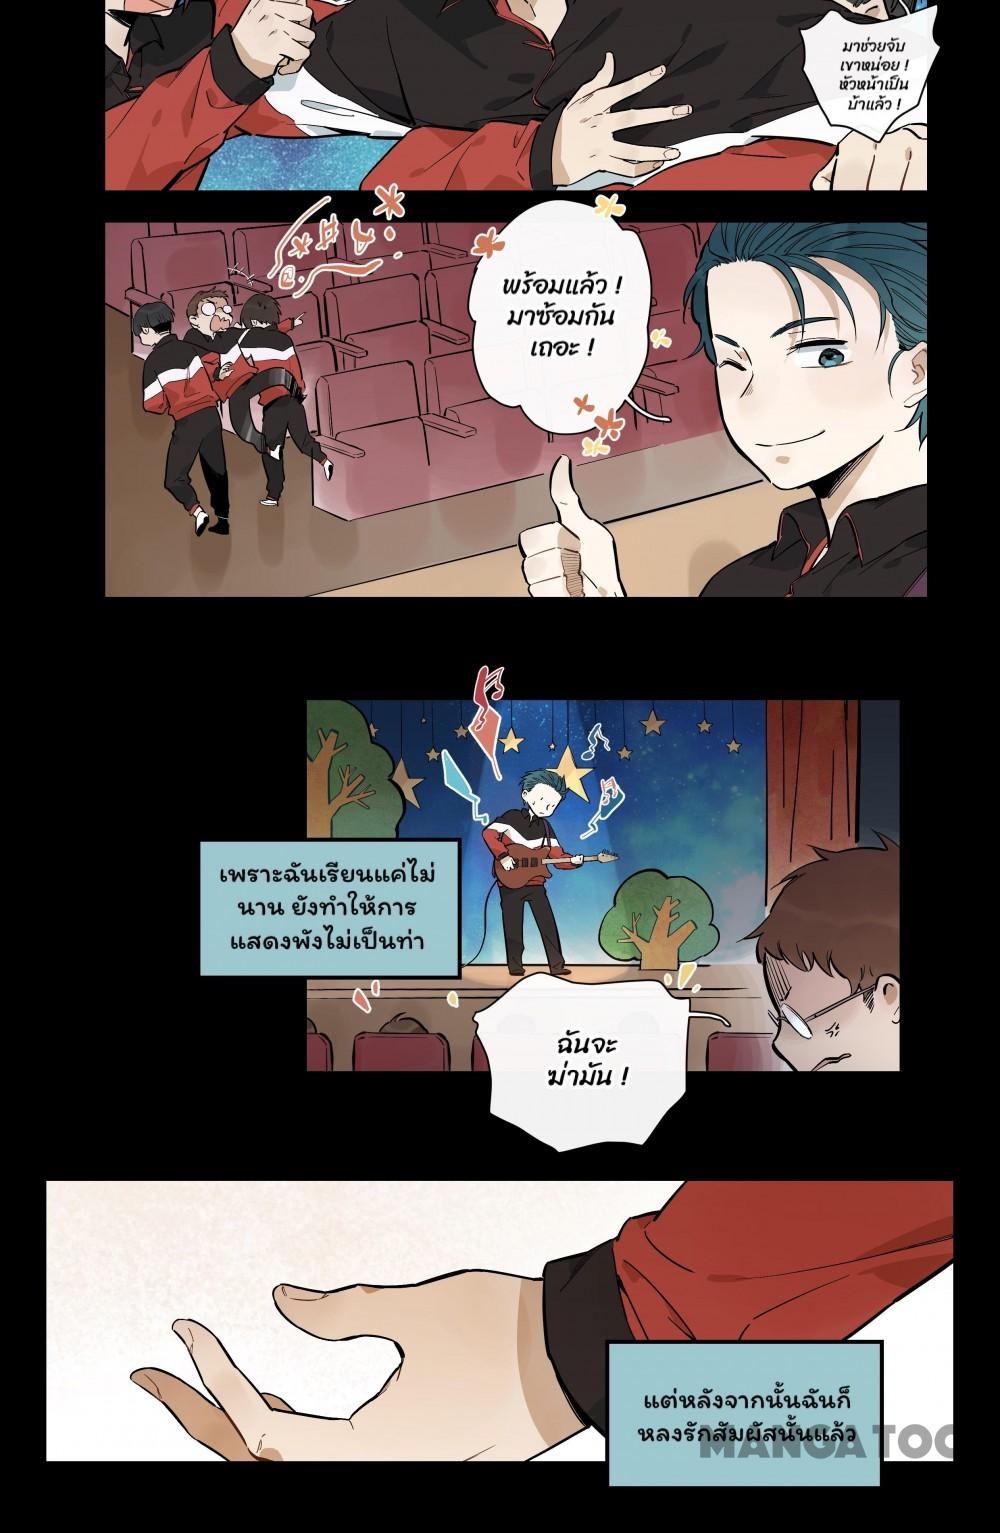 มาช่วยจับ
เขาหน่อย !
หัวหน้าเป็น
บ้าแล้ว !
พร้อมแล้ว !
มาซ้อมกัน
เถอะ !
เพราะฉันเรียนแค่ไม่
นาน ยังทำให้การ
แสดงพังไม่เป็นท่า
ฉันจะ
ฆ่ามัน !
แต่หลังจากนั้นฉันก็
หลงรักสัมผัสนั้นแล้ว
MANGA TOO